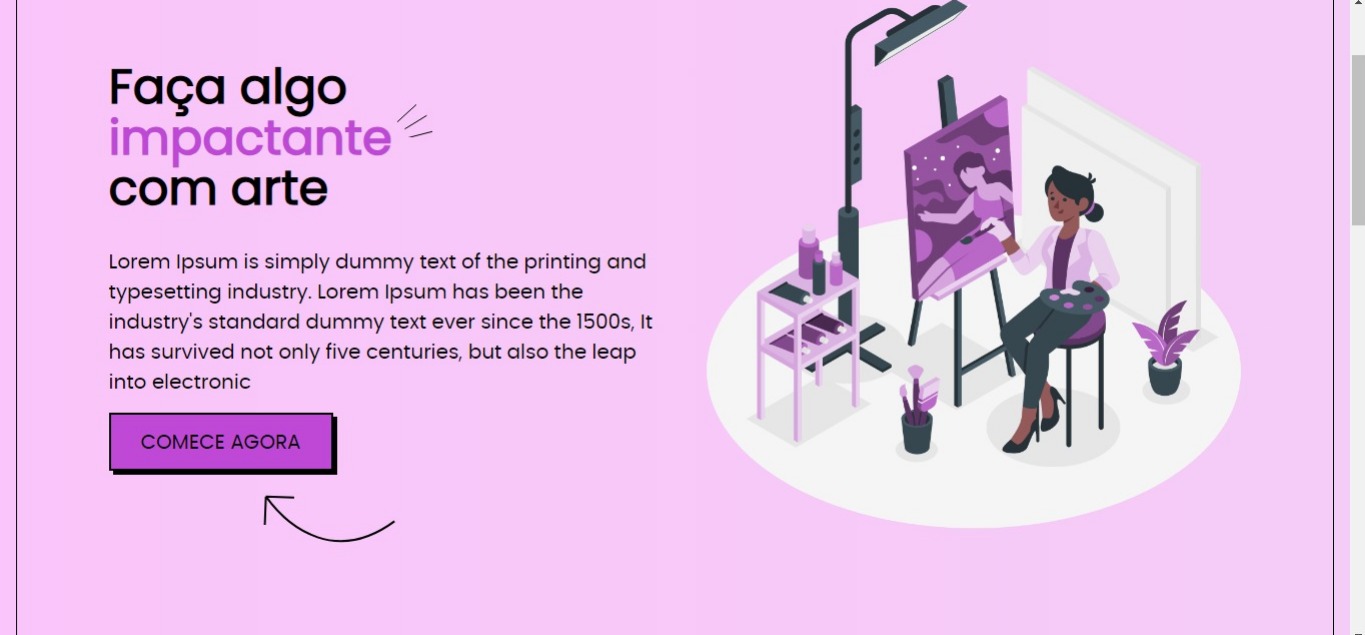 Faça algo
impactante
com arte
Lorem Ipsum is simply dummy text of the printing and
typesetting industry. Lorem Ipsum has been the
industry's standard dummy text ever since the 1500s, It
has survived not only five centuries, but also the leap
into electronic
COMECE AGORA